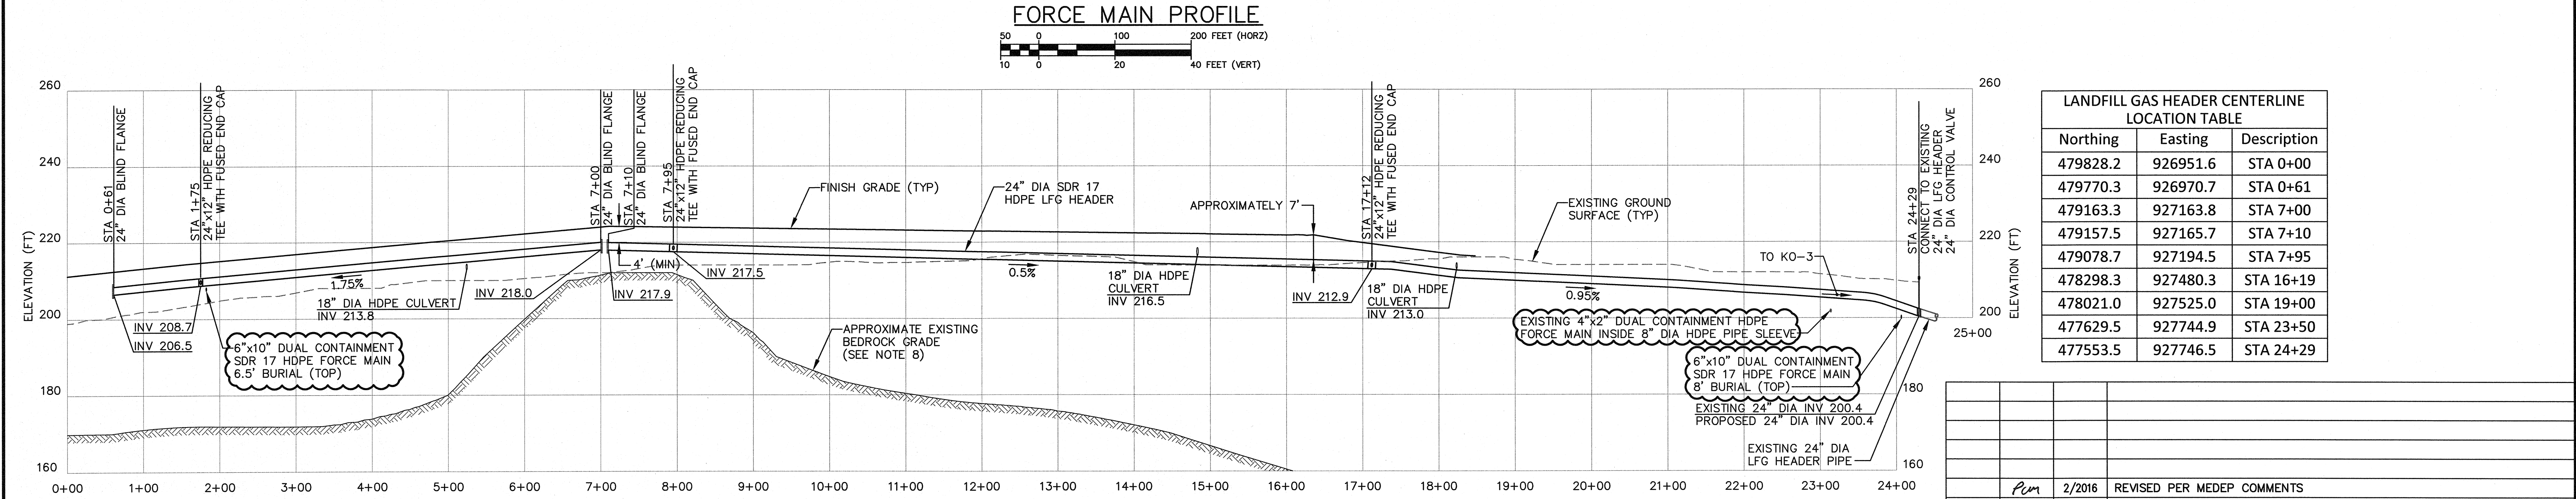 FORCE MAIN PROFILE
50 0 100 200 FEET (HORZ)
10 0 20 40 FEET (VERT)
260
240
220
200
180
160
ELEVATION (FT)
STA 0+61
24" DIA BLIND FLANGE
STA 1+75
24"x12" HDPE REDUCING
TEE WITH FUSED END CAP
STA 7+00
24" DIA BLIND FLANGE
STA 7+10
24" DIA BLIND FLANGE
STA 7+95
24"x12" HDPE REDUCING
TEE WITH FUSED END CAP
FINISH GRADE (TYP)
24" DIA SDR 17
HDPE LFG HEADER
APPROXIMATELY 7'
STA 17+12
24"x12" HDPE REDUCING
TEE WITH FUSED END CAP
EXISTING GROUND
SURFACE (TYP)
STA 24+29
CONNECT TO EXISTING
24" DIA LFG HEADER
24" DIA CONTROL VALVE
TO KO-3
1.75%
4' (MIN)
0.5%
0.95%
18" DIA HDPE CULVERT
INV 213.8
INV 208.7
INV 206.5
INV 218.0
INV 217.9
INV 217.5
18" DIA HDPE
CULVERT
INV 216.5
INV 212.9
18" DIA HDPE
CULVERT
INV 213.0
6"x10" DUAL CONTAINMENT
SDR 17 HDPE FORCE MAIN
6.5' BURIAL (TOP)
APPROXIMATE EXISTING
BEDROCK GRADE
(SEE NOTE 8)
EXISTING 4"x2" DUAL CONTAINMENT HDPE
FORCE MAIN INSIDE 8" DIA HDPE PIPE SLEEVE
6"x10" DUAL CONTAINMENT
SDR 17 HDPE FORCE MAIN
8' BURIAL (TOP)
EXISTING 24" DIA INV 200.4
PROPOSED 24" DIA INV 200.4
EXISTING 24" DIA
LFG HEADER PIPE
260
240
220
200
180
160
ELEVATION (FT)
25+00
0+00 1+00 2+00 3+00 4+00 5+00 6+00 7+00 8+00 9+00 10+00 11+00 12+00 13+00 14+00 15+00 16+00 17+00 18+00 19+00 20+00 21+00 22+00 23+00 24+00
LANDFILL GAS HEADER CENTERLINE
LOCATION TABLE
Northing Easting Description
479828.2 926951.6 STA 0+00
479770.3 926970.7 STA 0+61
479163.3 927163.8 STA 7+00
479157.5 927165.7 STA 7+10
479078.7 927194.5 STA 7+95
478298.3 927480.3 STA 16+19
478021.0 927525.0 STA 19+00
477629.5 927744.9 STA 23+50
477553.5 927746.5 STA 24+29
2/2016 REVISED PER MEDEP COMMENTS